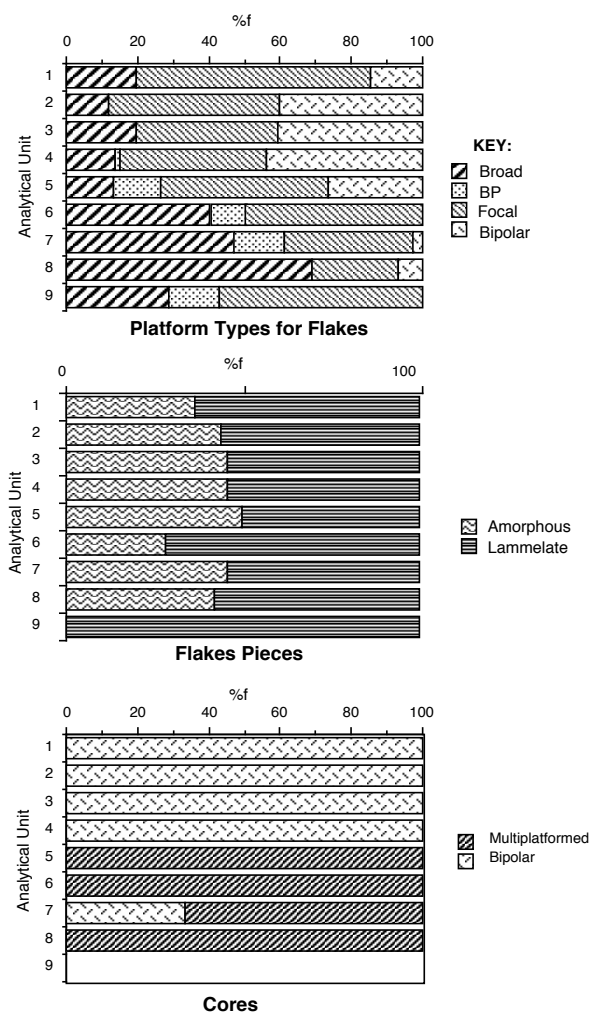 %f
0 20 40 60 80 100
Analytical Unit
1
2
3
4
5
6
7
8
9
KEY:
Broad
BP
Focal
Bipolar
Platform Types for Flakes
%f
0 100
Analytical Unit
1
2
3
4
5
6
7
8
9
Amorphous
Lammelate
Flakes Pieces
%f
0 20 40 60 80 100
Analytical Unit
1
2
3
4
5
6
7
8
9
Multiplatformed
Bipolar
Cores